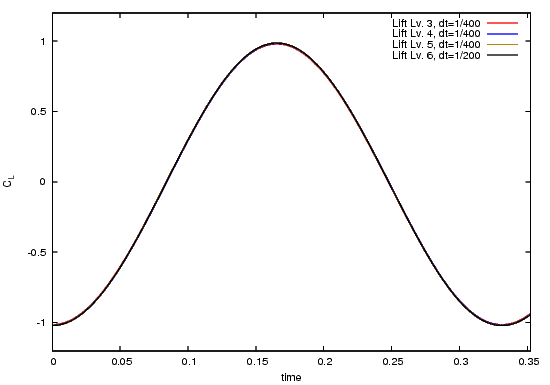 Lift Lv. 3, dt=1/400
Lift Lv. 4, dt=1/400
Lift Lv. 5, dt=1/400
Lift Lv. 6, dt=1/200
1
0.5
0
-0.5
-1
C_L
0 0.05 0.1 0.15 0.2 0.25 0.3 0.35
time